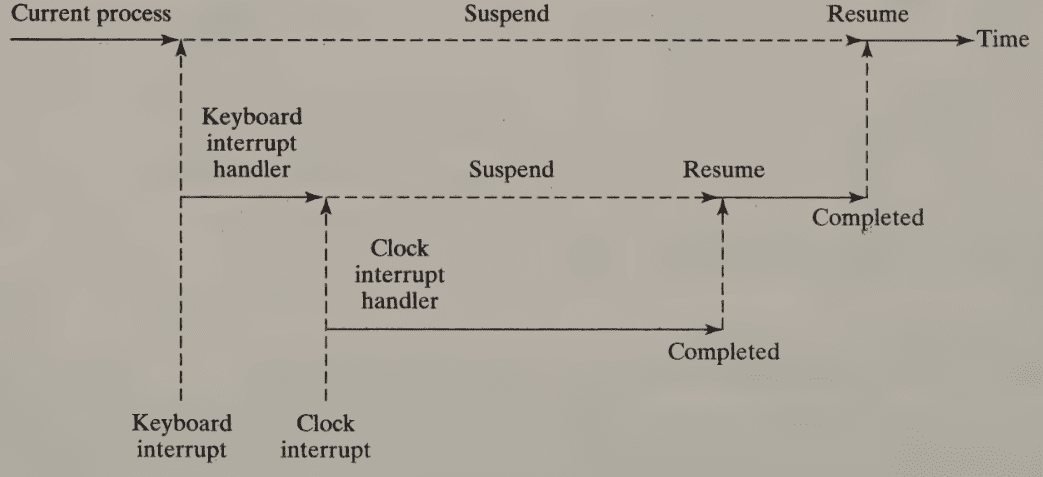 Current process
Suspend
Resume
Time
Keyboard
interrupt
handler
Suspend
Resume
Completed
Clock
interrupt
handler
Completed
Keyboard
interrupt
Clock
interrupt